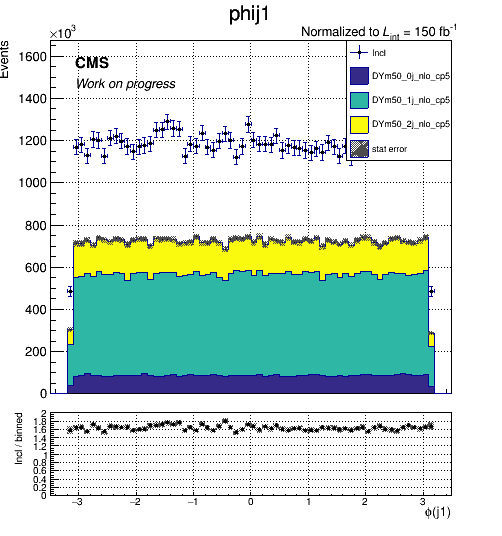 phij1
×10³
Normalized to L_int = 150 fb⁻¹
Events
1600
1400
1200
1000
800
600
400
200
0
CMS
Work on progress
Incl
DYm50_0j_nlo_cp5
DYm50_1j_nlo_cp5
DYm50_2j_nlo_cp5
stat error
Incl / binned
2
1.8
1.6
1.4
1.2
1
0.8
0.6
0.4
0.2
0
−3
−2
−1
0
1
2
3
ϕ(j1)